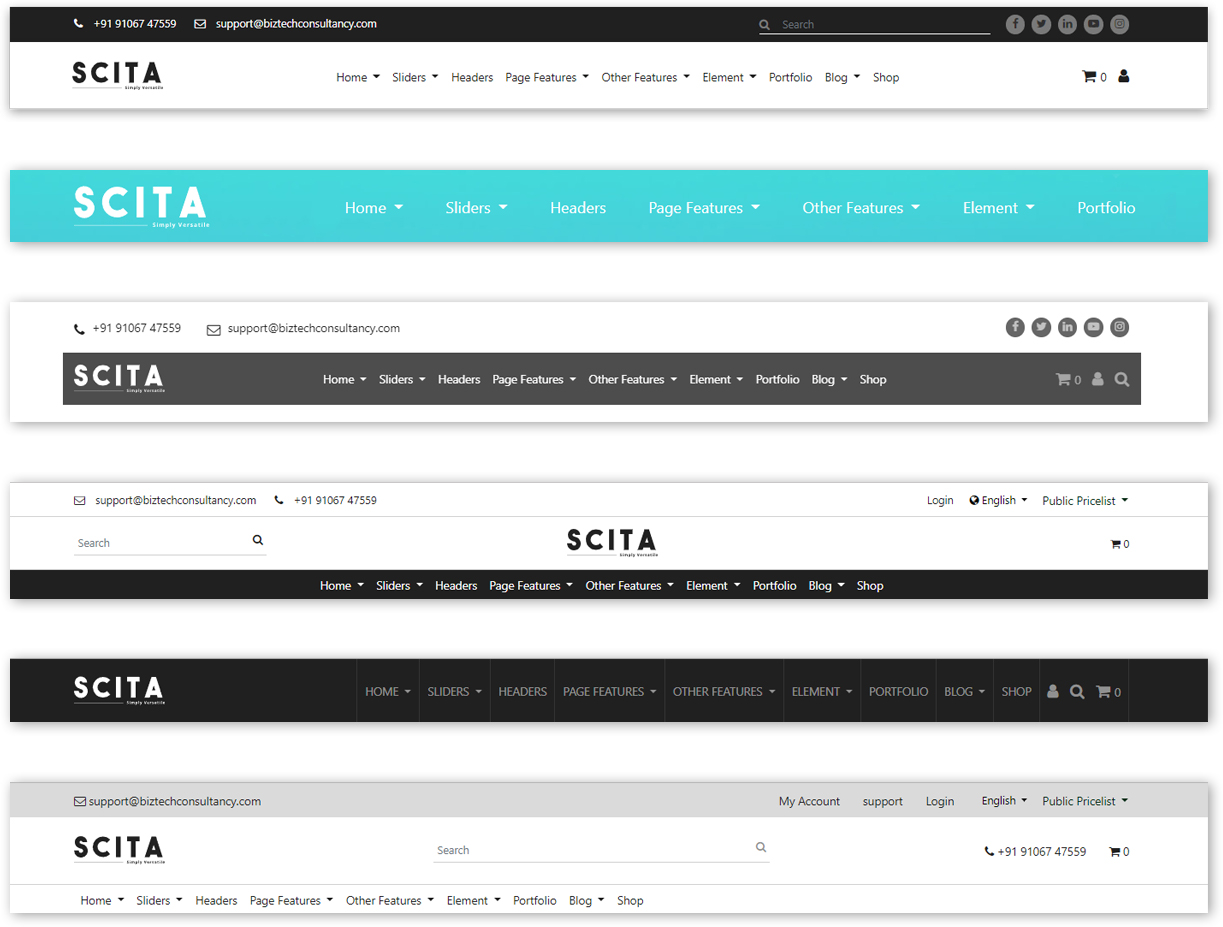 +91 91067 47559 support@biztechconsultancy.com Search
SCITA
Simply Versatile
Home Sliders Headers Page Features Other Features Element Portfolio Blog Shop 0
SCITA
Simply Versatile
Home Sliders Headers Page Features Other Features Element Portfolio
+91 91067 47559 support@biztechconsultancy.com
SCITA
Simply Versatile
Home Sliders Headers Page Features Other Features Element Portfolio Blog Shop 0
support@biztechconsultancy.com +91 91067 47559 Login English Public Pricelist
Search SCITA 0
Simply Versatile
Home Sliders Headers Page Features Other Features Element Portfolio Blog Shop
SCITA
Simply Versatile
HOME SLIDERS HEADERS PAGE FEATURES OTHER FEATURES ELEMENT PORTFOLIO BLOG SHOP 0
support@biztechconsultancy.com My Account support Login English Public Pricelist
SCITA
Simply Versatile
Search +91 91067 47559 0
Home Sliders Headers Page Features Other Features Element Portfolio Blog Shop